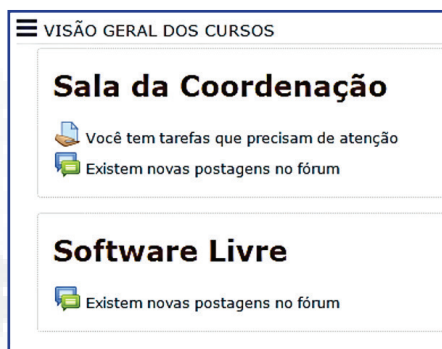 VISÃO GERAL DOS CURSOS
Sala da Coordenação
Você tem tarefas que precisam de atenção
Existem novas postagens no fórum
Software Livre
Existem novas postagens no fórum